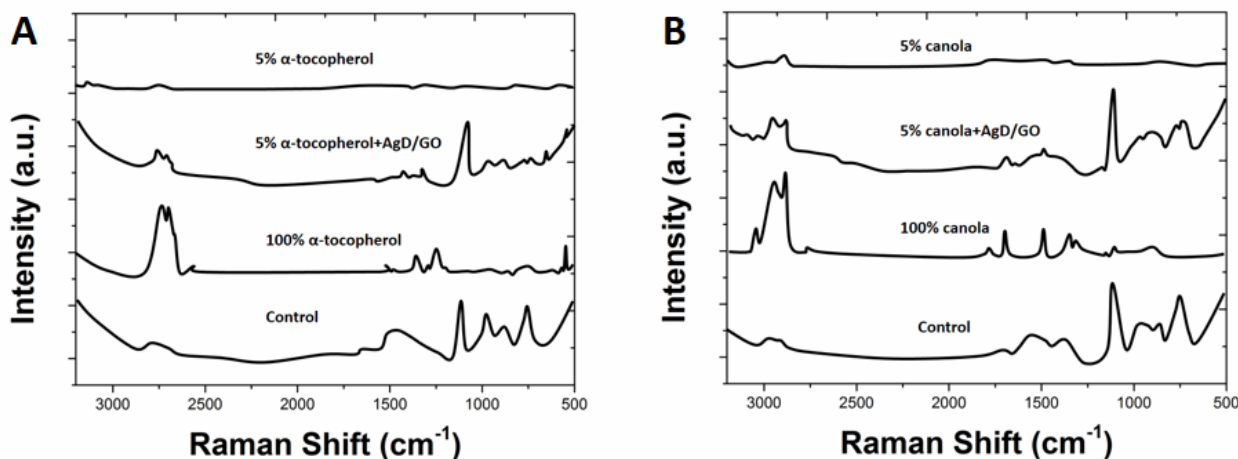 A
5% α-tocopherol
5% α-tocopherol+AgD/GO
100% α-tocopherol
Control
Intensity (a.u.)
3000 2500 2000 1500 1000 500
Raman Shift (cm⁻¹)
B
5% canola
5% canola+AgD/GO
100% canola
Control
Intensity (a.u.)
3000 2500 2000 1500 1000 500
Raman Shift (cm⁻¹)